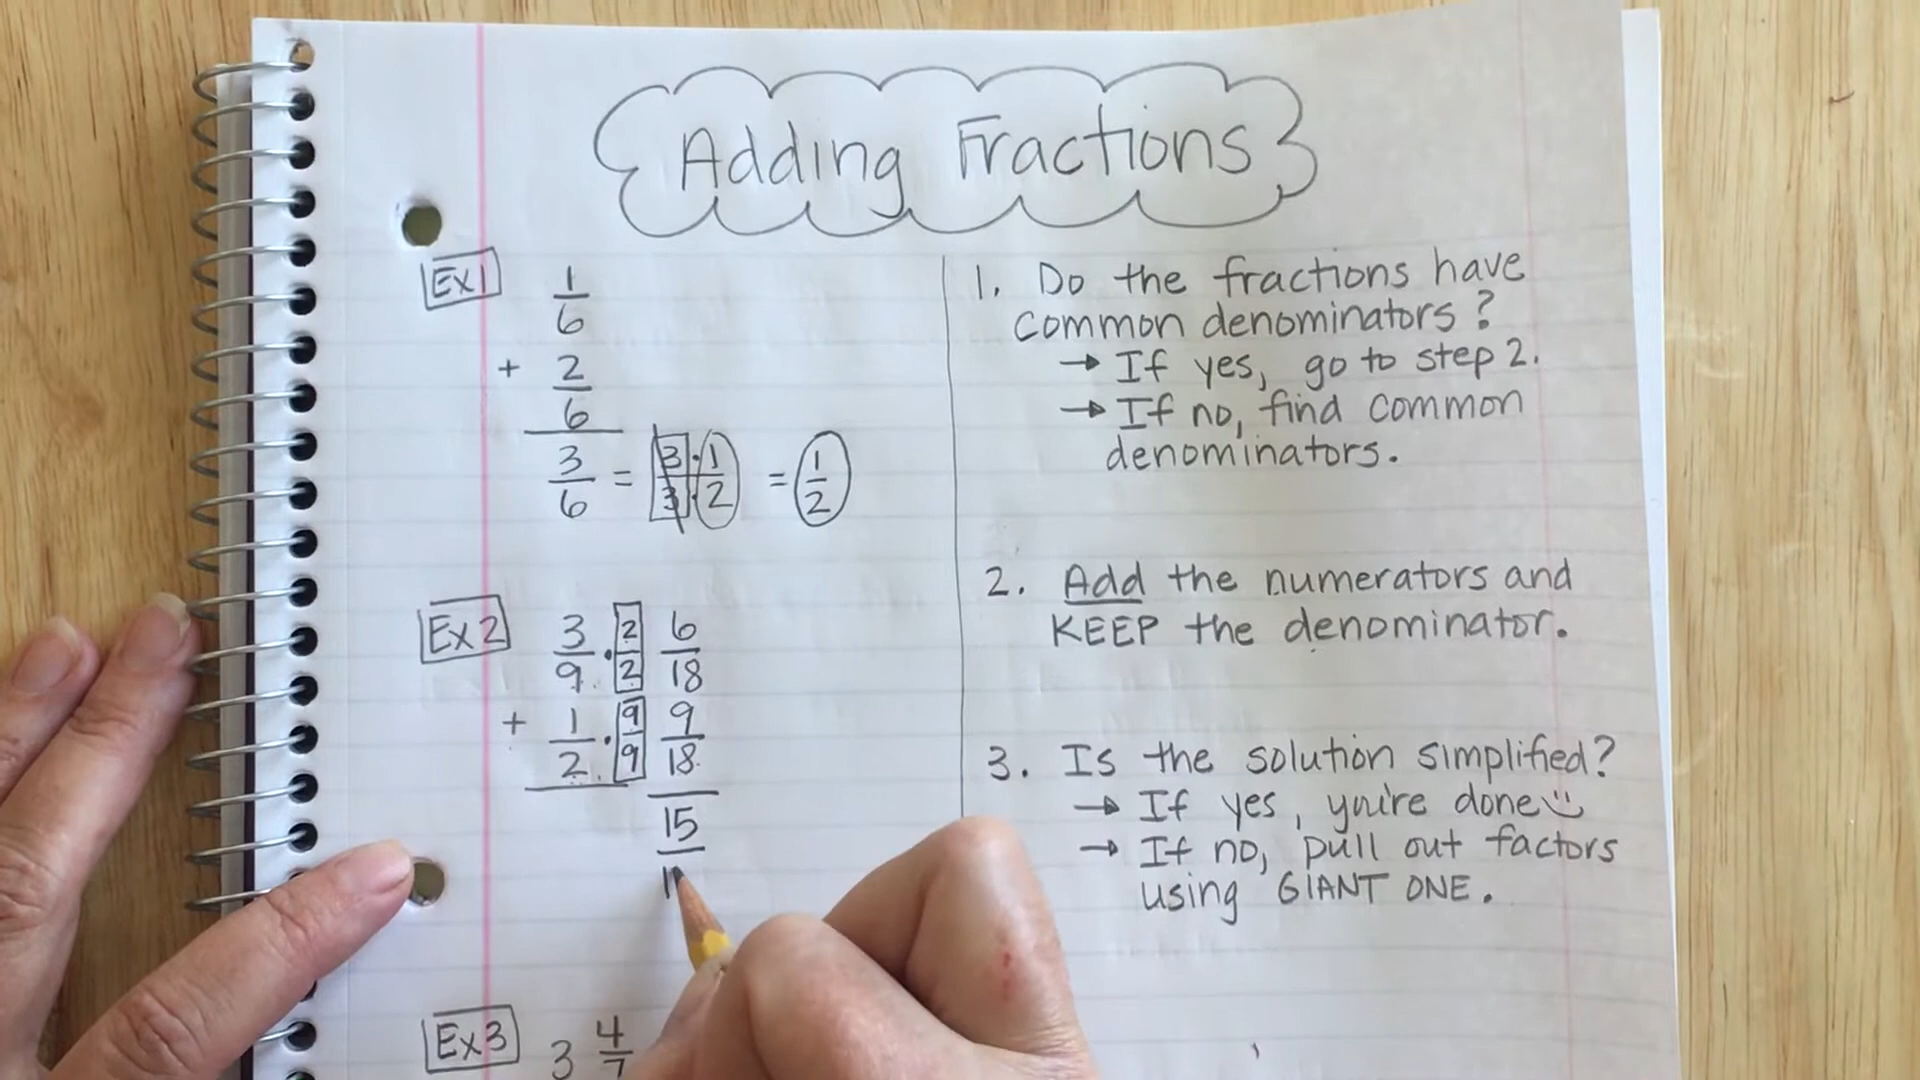 Adding Fractions
Ex1
1/6
+ 2/6
3/6 = 3/3 · 1/2 = 1/2
Ex2
3/9 · 2/2 6/18
+ 1/2 · 9/9 9/18
15/1
Ex3
3 4/7
1. Do the fractions have
common denominators?
→ If yes, go to step 2.
→ If no, find common
denominators.
2. Add the numerators and
KEEP the denominator.
3. Is the solution simplified?
→ If yes, you're done
→ If no, pull out factors
using GIANT ONE.